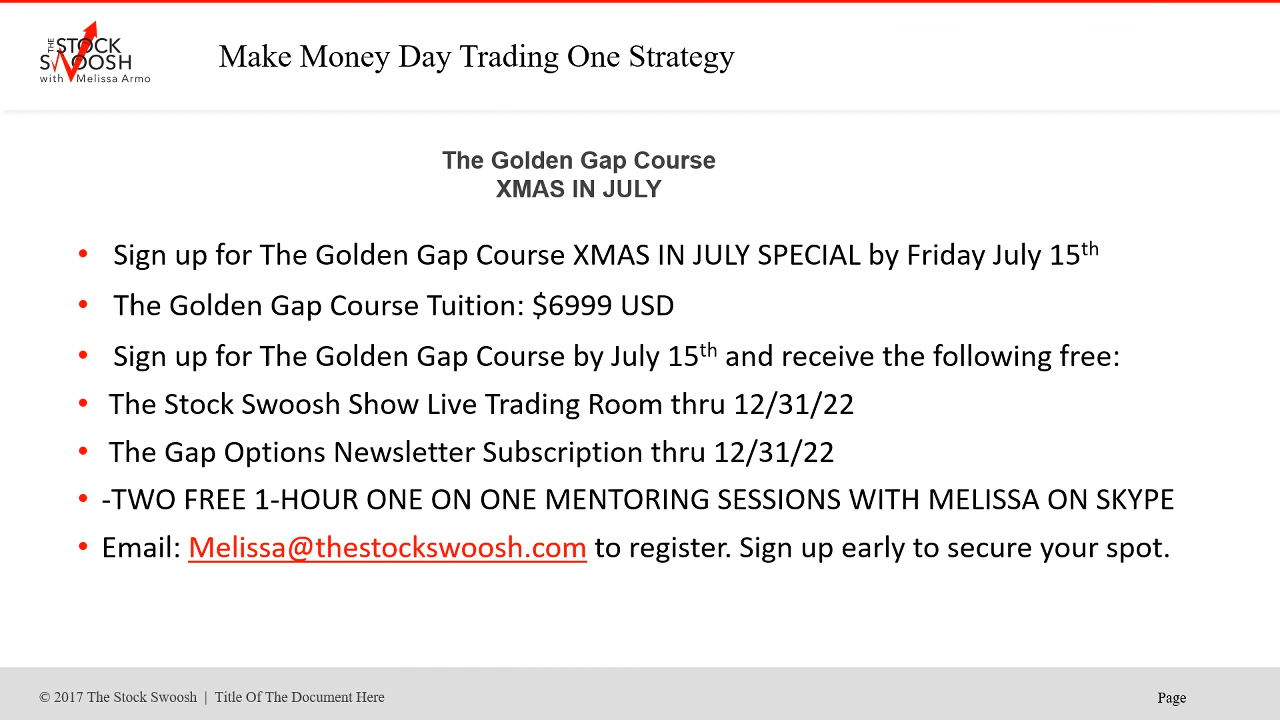 THE STOCK
SWOOSH
with Melissa Armo
Make Money Day Trading One Strategy
The Golden Gap Course
XMAS IN JULY
• Sign up for The Golden Gap Course XMAS IN JULY SPECIAL by Friday July 15th
• The Golden Gap Course Tuition: $6999 USD
• Sign up for The Golden Gap Course by July 15th and receive the following free:
• The Stock Swoosh Show Live Trading Room thru 12/31/22
• The Gap Options Newsletter Subscription thru 12/31/22
• -TWO FREE 1-HOUR ONE ON ONE MENTORING SESSIONS WITH MELISSA ON SKYPE
• Email: Melissa@thestockswoosh.com to register. Sign up early to secure your spot.
© 2017 The Stock Swoosh | Title Of The Document Here
Page